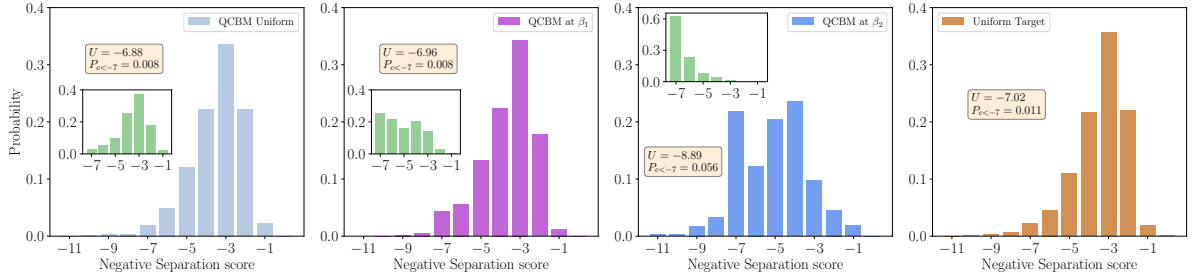 0.4
0.3
0.2
0.1
0.0
Probability
QCBM Uniform
U = −6.88
P_{c<−7} = 0.008
0.4
0.2
0.0
−7 −5 −3 −1
−11 −9 −7 −5 −3 −1
Negative Separation score
0.4
0.3
0.2
0.1
0.0
QCBM at β₁
U = −6.96
P_{c<−7} = 0.008
0.4
0.2
0.0
−7 −5 −3 −1
−11 −9 −7 −5 −3 −1
Negative Separation score
0.4
0.3
0.2
0.1
0.0
QCBM at β₂
0.6
0.3
0.0
−7 −5 −3 −1
U = −8.89
P_{c<−7} = 0.056
−11 −9 −7 −5 −3 −1
Negative Separation score
0.4
0.3
0.2
0.1
0.0
Uniform Target
U = −7.02
P_{c<−7} = 0.011
−11 −9 −7 −5 −3 −1
Negative Separation score